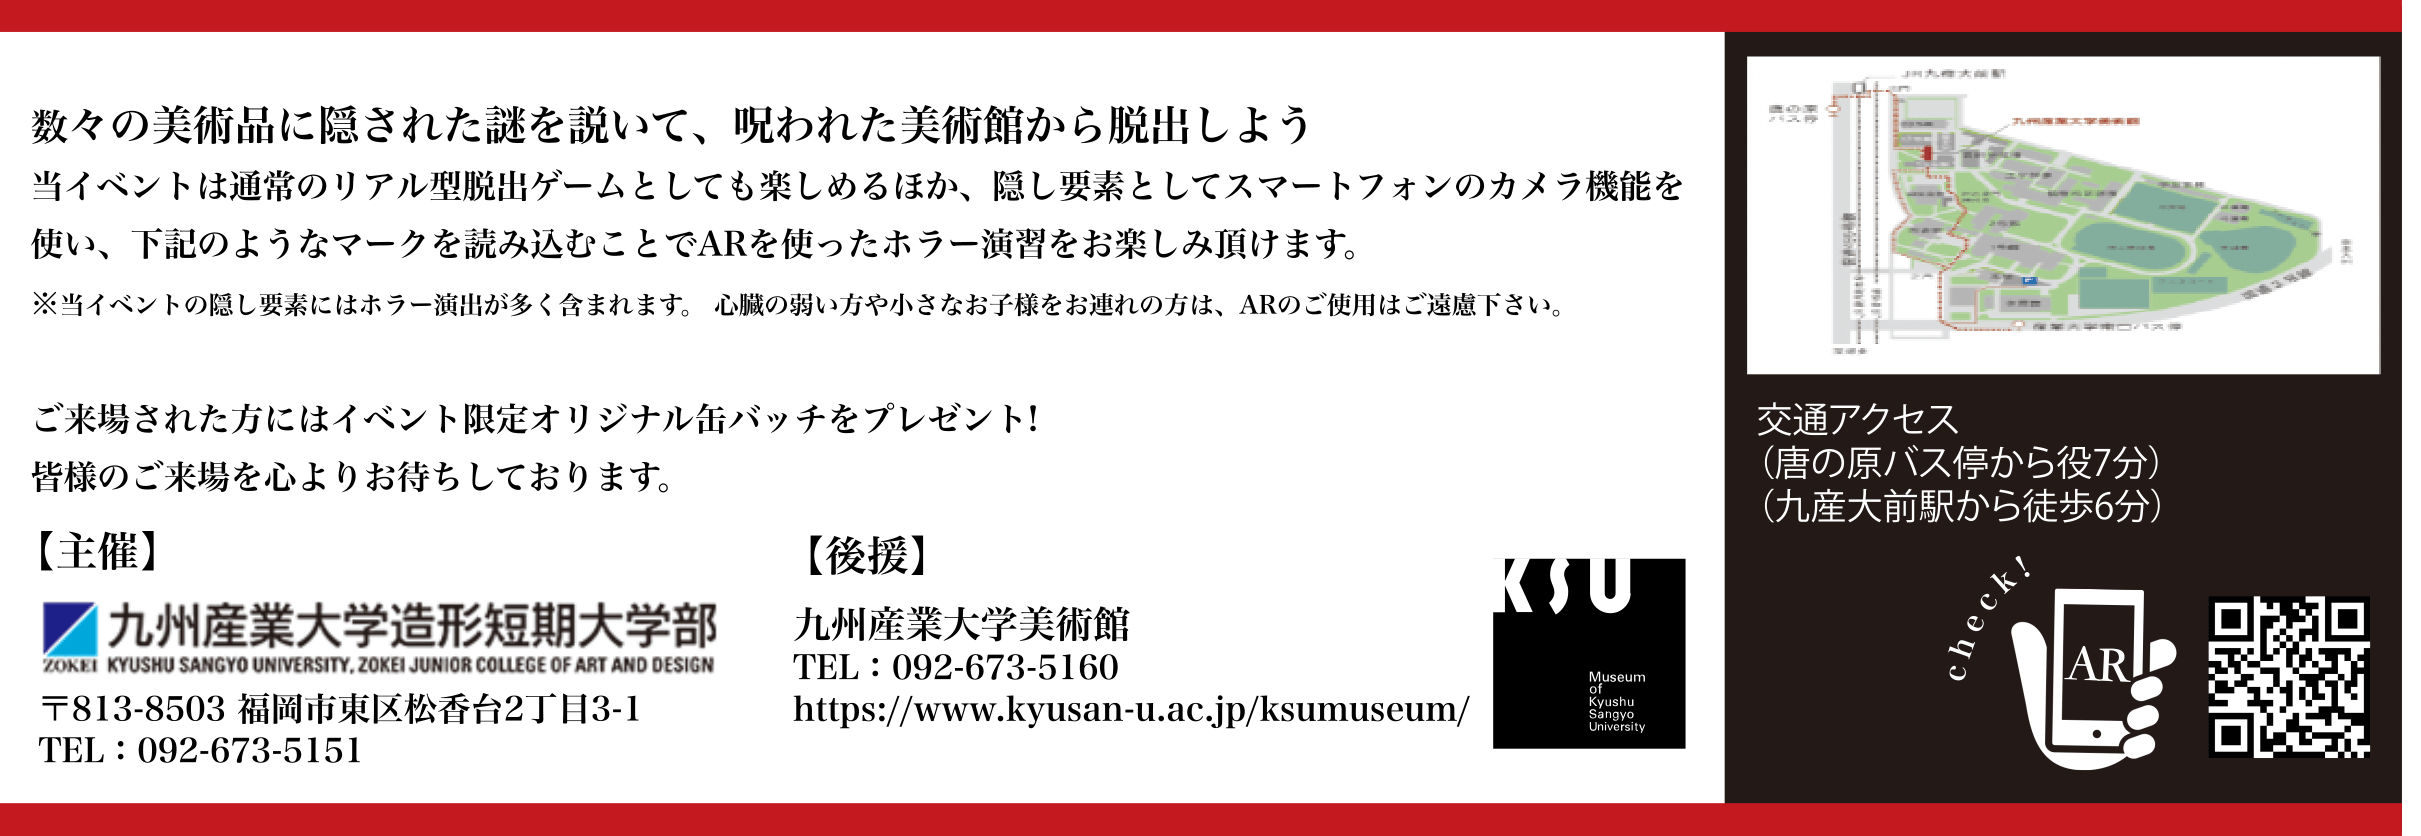 数々の美術品に隠された謎を説いて、呪われた美術館から脱出しよう
当イベントは通常のリアル型脱出ゲームとしても楽しめるほか、隠し要素としてスマートフォンのカメラ機能を
使い、下記のようなマークを読み込むことでARを使ったホラー演習をお楽しみ頂けます。
※当イベントの隠し要素にはホラー演出が多く含まれます。 心臓の弱い方や小さなお子様をお連れの方は、ARのご使用はご遠慮下さい。
ご来場された方にはイベント限定オリジナル缶バッチをプレゼント!
皆様のご来場を心よりお待ちしております。
【主催】
九州産業大学造形短期大学部
ZOKEI KYUSHU SANGYO UNIVERSITY, ZOKEI JUNIOR COLLEGE OF ART AND DESIGN
〒813-8503 福岡市東区松香台2丁目3-1
TEL：092-673-5151
【後援】
九州産業大学美術館
TEL：092-673-5160
https://www.kyusan-u.ac.jp/ksumuseum/
KSU
Museum
of
Kyushu
Sangyo
University
JR九産大前駅
唐の原
バス停
九州産業大学美術館
交通アクセス
（唐の原バス停から役7分）
（九産大前駅から徒歩6分）
check!
AR